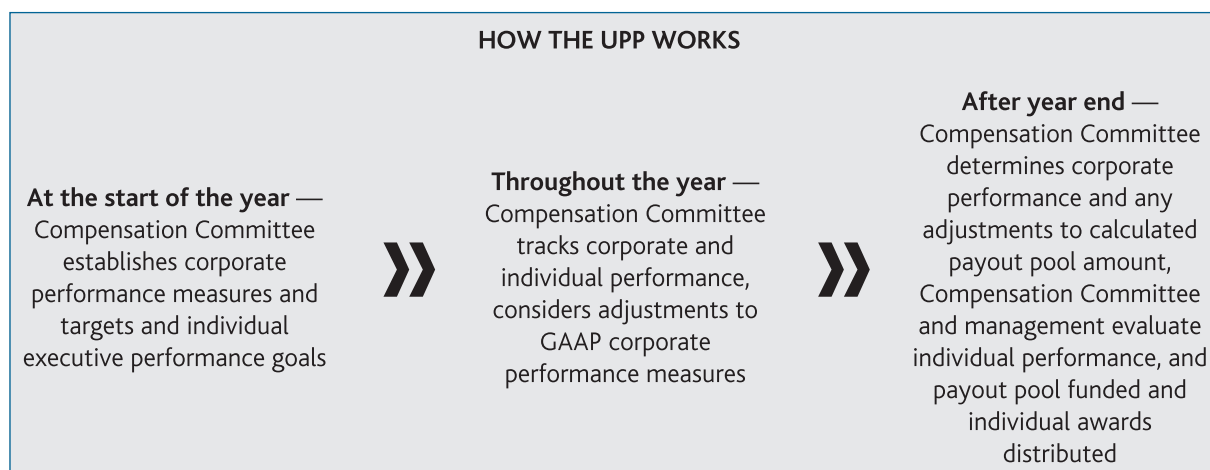 HOW THE UPP WORKS
At the start of the year —
Compensation Committee
establishes corporate
performance measures and
targets and individual
executive performance goals
Throughout the year —
Compensation Committee
tracks corporate and
individual performance,
considers adjustments to
GAAP corporate
performance measures
After year end —
Compensation Committee
determines corporate
performance and any
adjustments to calculated
payout pool amount,
Compensation Committee
and management evaluate
individual performance, and
payout pool funded and
individual awards
distributed